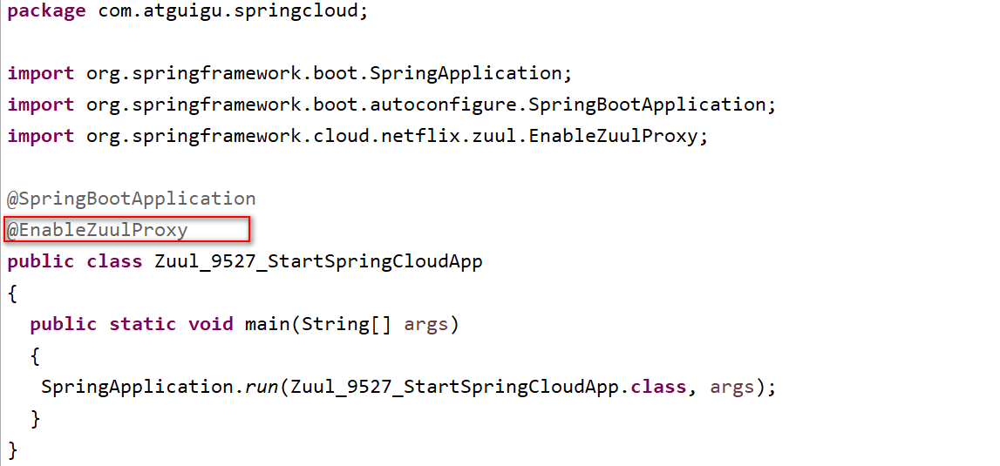 package com.atguigu.springcloud;
import org.springframework.boot.SpringApplication;
import org.springframework.boot.autoconfigure.SpringBootApplication;
import org.springframework.cloud.netflix.zuul.EnableZuulProxy;
@SpringBootApplication
@EnableZuulProxy
public class Zuul_9527_StartSpringCloudApp
{
  public static void main(String[] args)
  {
   SpringApplication.run(Zuul_9527_StartSpringCloudApp.class, args);
  }
}